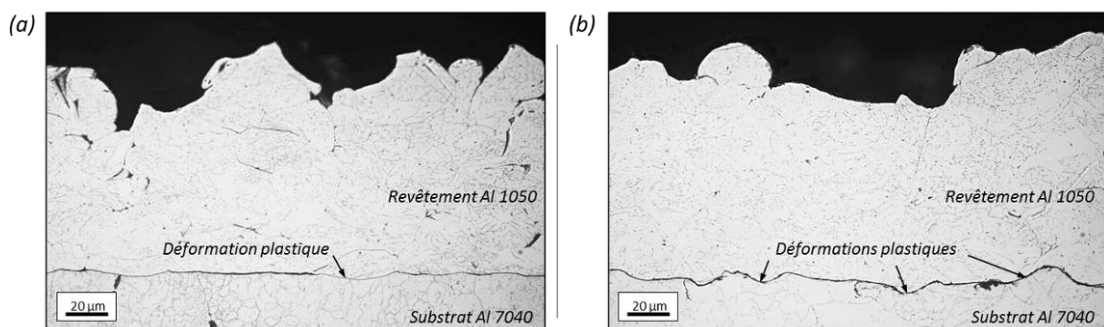 (a)
Revêtement Al 1050
Déformation plastique
20 µm
Substrat Al 7040
(b)
Revêtement Al 1050
Déformations plastiques
20 µm
Substrat Al 7040